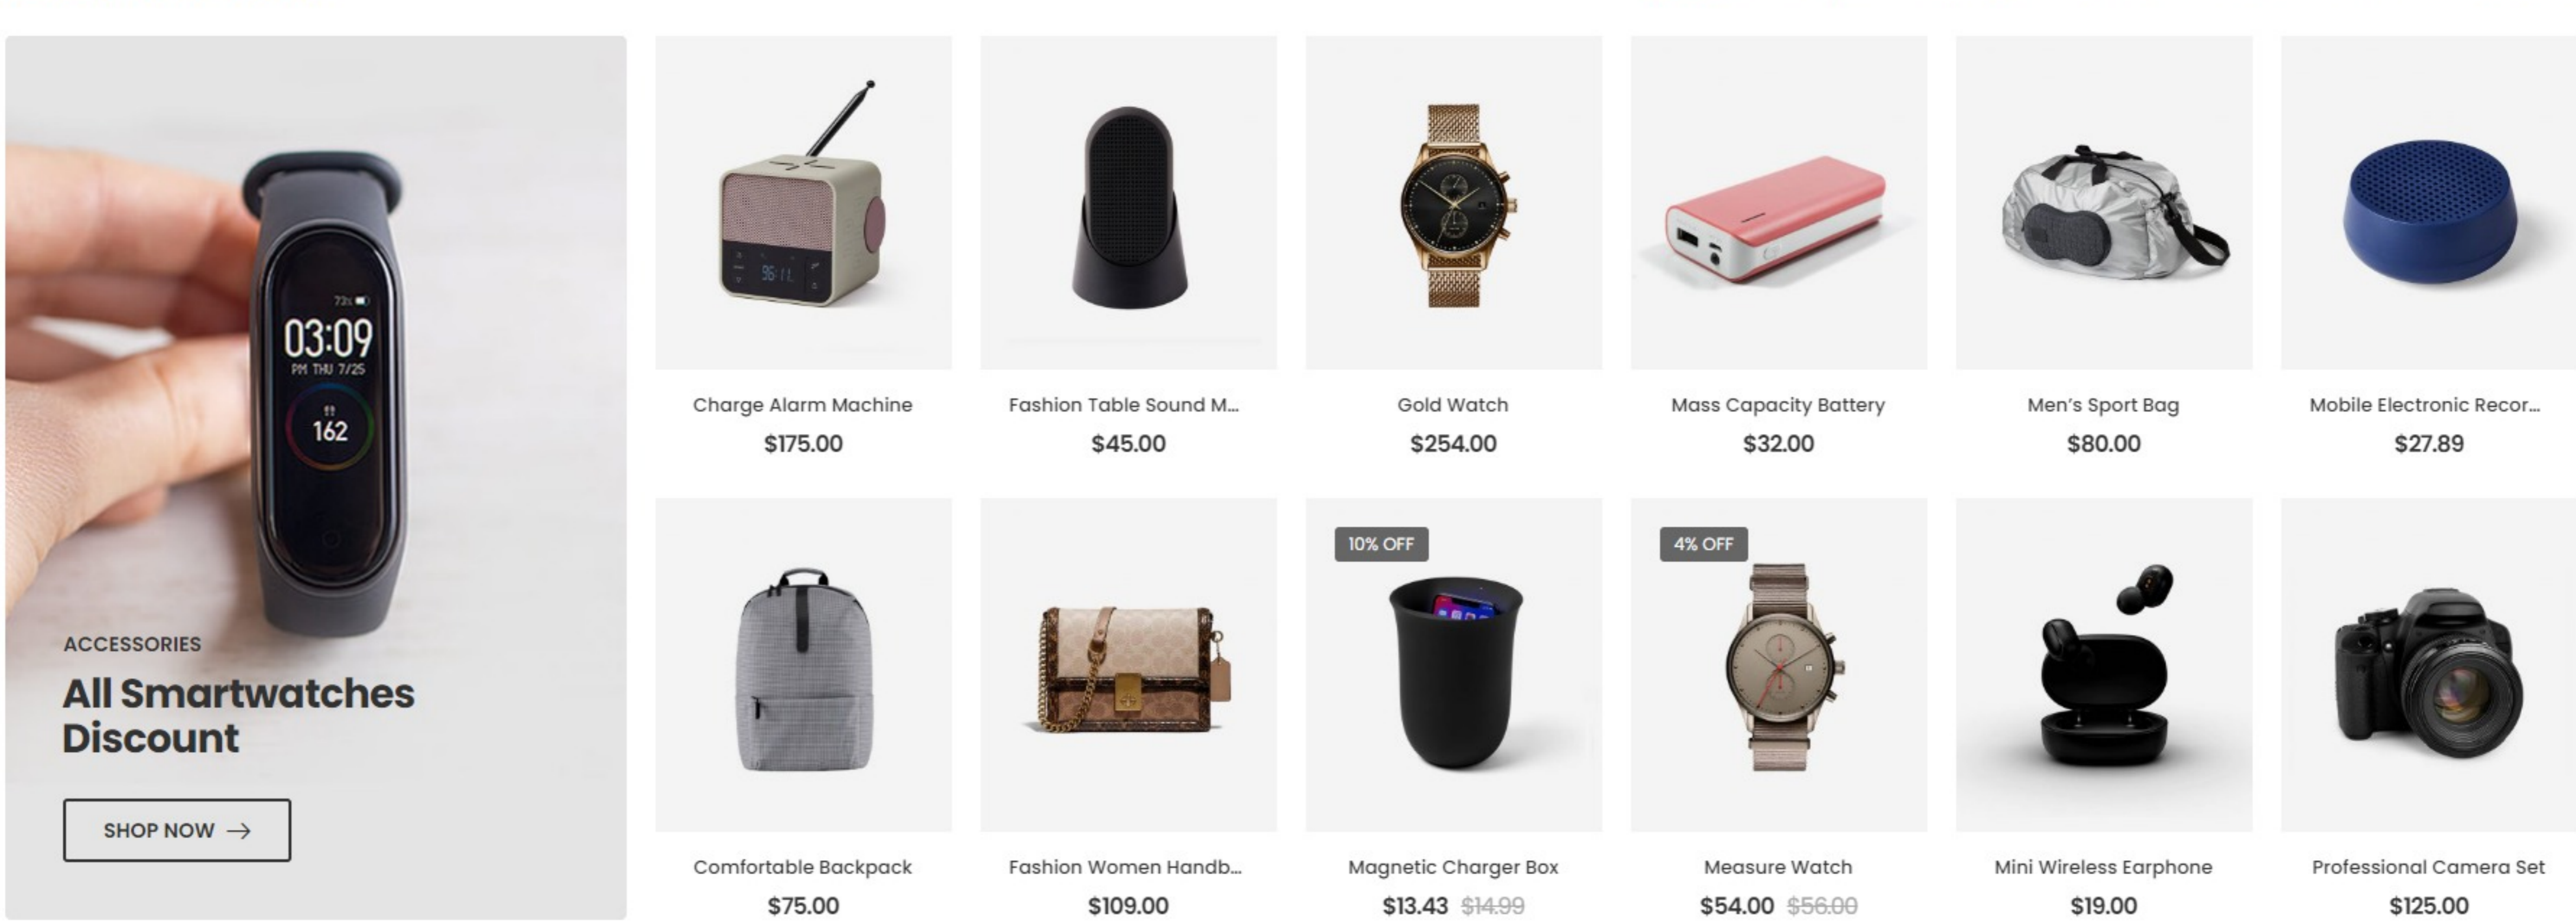 73%
03:09
PM THU 7/25
162
ACCESSORIES
All Smartwatches
Discount
SHOP NOW →
Charge Alarm Machine
$175.00
Fashion Table Sound M...
$45.00
Gold Watch
$254.00
Mass Capacity Battery
$32.00
Men’s Sport Bag
$80.00
Mobile Electronic Recor...
$27.89
Comfortable Backpack
$75.00
Fashion Women Handb...
$109.00
10% OFF
Magnetic Charger Box
$13.43 $14.99
4% OFF
Measure Watch
$54.00 $56.00
Mini Wireless Earphone
$19.00
Professional Camera Set
$125.00